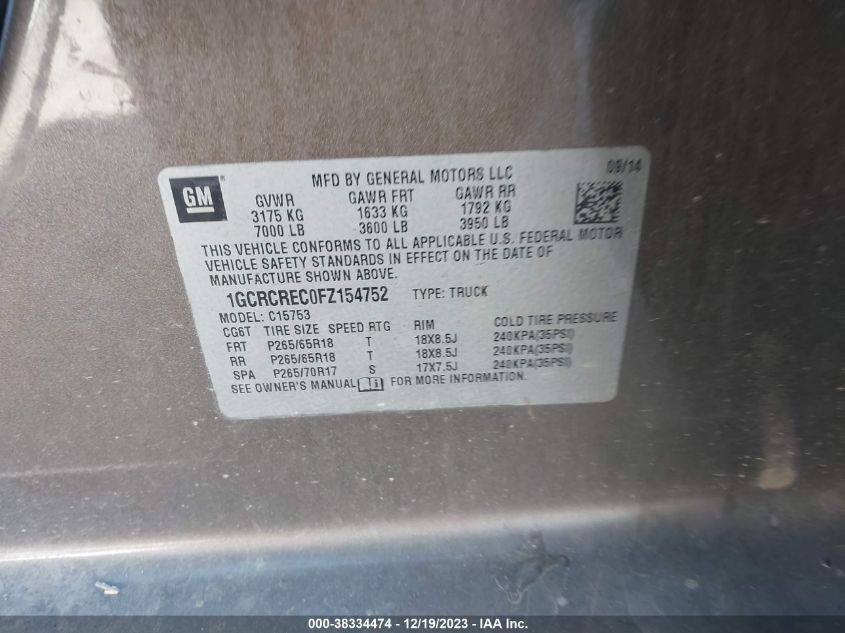 GM
MFD BY GENERAL MOTORS LLC 09/14
GVWR GAWR FRT GAWR RR
3175 KG 1633 KG 1792 KG
7000 LB 3600 LB 3950 LB
THIS VEHICLE CONFORMS TO ALL APPLICABLE U.S. FEDERAL MOTOR
VEHICLE SAFETY STANDARDS IN EFFECT ON THE DATE OF
MANUFACTURE SHOWN ABOVE.
1GCRCREC0FZ154752 TYPE: TRUCK
MODEL: C15753
CG6T TIRE SIZE SPEED RTG RIM COLD TIRE PRESSURE
FRT P265/65R18 T 18X8.5J 240KPA(35PSI)
RR P265/65R18 T 18X8.5J 240KPA(35PSI)
SPA P265/70R17 S 17X7.5J 240KPA(35PSI)
SEE OWNER'S MANUAL FOR MORE INFORMATION.
000-38334474 - 12/19/2023 - IAA Inc.